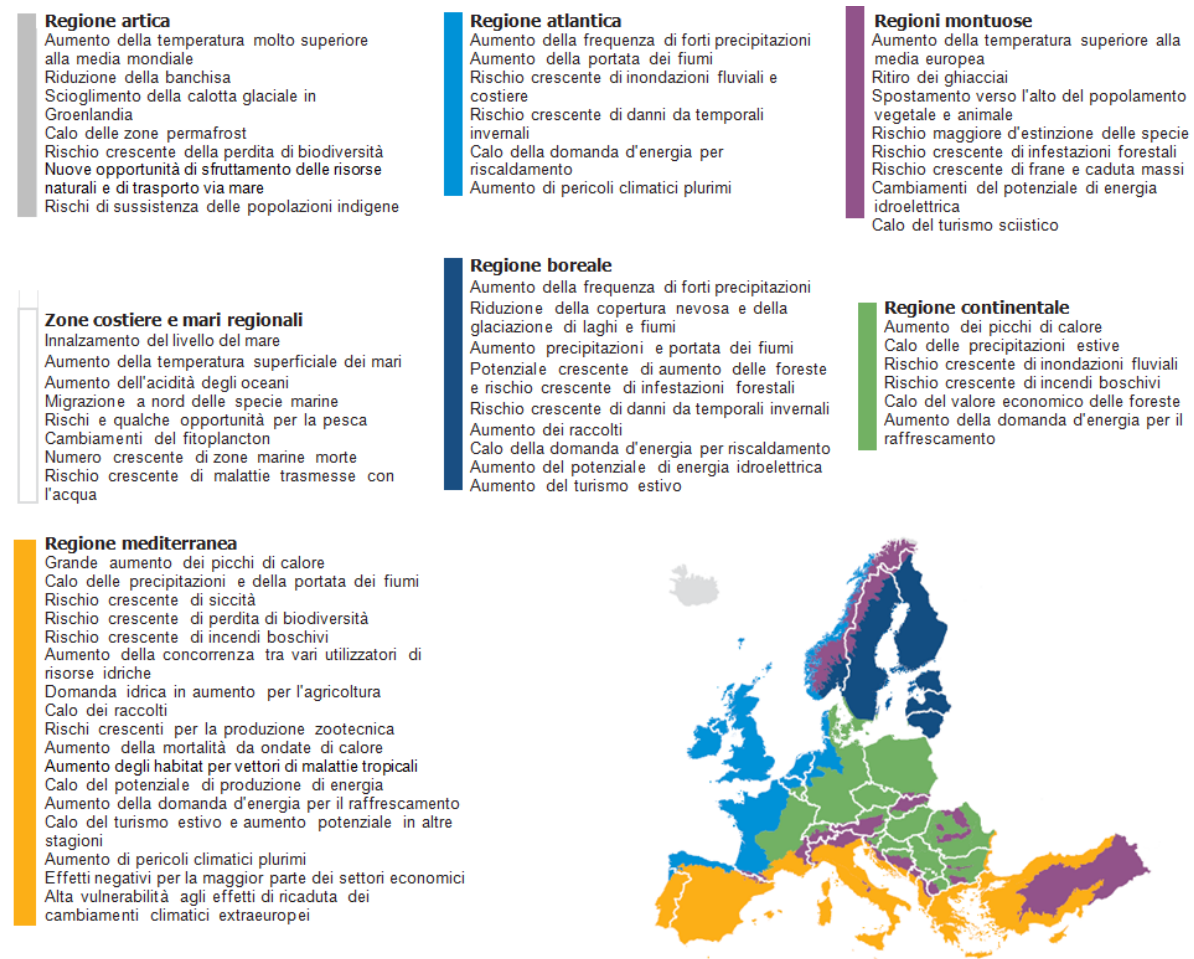 Regione artica
Aumento della temperatura molto superiore
alla media mondiale
Riduzione della banchisa
Scioglimento della calotta glaciale in
Groenlandia
Calo delle zone permafrost
Rischio crescente della perdita di biodiversità
Nuove opportunità di sfruttamento delle risorse
naturali e di trasporto via mare
Rischi di sussistenza delle popolazioni indigene
Regione atlantica
Aumento della frequenza di forti precipitazioni
Aumento della portata dei fiumi
Rischio crescente di inondazioni fluviali e
costiere
Rischio crescente di danni da temporali
invernali
Calo della domanda d'energia per
riscaldamento
Aumento di pericoli climatici plurimi
Regioni montuose
Aumento della temperatura superiore alla
media europea
Ritiro dei ghiacciai
Spostamento verso l'alto del popolamento
vegetale e animale
Rischio maggiore d'estinzione delle specie
Rischio crescente di infestazioni forestali
Rischio crescente di frane e caduta massi
Cambiamenti del potenziale di energia
idroelettrica
Calo del turismo sciistico
Zone costiere e mari regionali
Innalzamento del livello del mare
Aumento della temperatura superficiale dei mari
Aumento dell'acidità degli oceani
Migrazione a nord delle specie marine
Rischi e qualche opportunità per la pesca
Cambiamenti del fitoplancton
Numero crescente di zone marine morte
Rischio crescente di malattie trasmesse con
l'acqua
Regione boreale
Aumento della frequenza di forti precipitazioni
Riduzione della copertura nevosa e della
glaciazione di laghi e fiumi
Aumento precipitazioni e portata dei fiumi
Potenziale crescente di aumento delle foreste
e rischio crescente di infestazioni forestali
Rischio crescente di danni da temporali invernali
Aumento dei raccolti
Calo della domanda d'energia per riscaldamento
Aumento del potenziale di energia idroelettrica
Aumento del turismo estivo
Regione continentale
Aumento dei picchi di calore
Calo delle precipitazioni estive
Rischio crescente di inondazioni fluviali
Rischio crescente di incendi boschivi
Calo del valore economico delle foreste
Aumento della domanda d'energia per il
raffrescamento
Regione mediterranea
Grande aumento dei picchi di calore
Calo delle precipitazioni e della portata dei fiumi
Rischio crescente di siccità
Rischio crescente di perdita di biodiversità
Rischio crescente di incendi boschivi
Aumento della concorrenza tra vari utilizzatori di
risorse idriche
Domanda idrica in aumento per l'agricoltura
Calo dei raccolti
Rischi crescenti per la produzione zootecnica
Aumento della mortalità da ondate di calore
Aumento degli habitat per vettori di malattie tropicali
Calo del potenziale di produzione di energia
Aumento della domanda d'energia per il raffrescamento
Calo del turismo estivo e aumento potenziale in altre
stagioni
Aumento di pericoli climatici plurimi
Effetti negativi per la maggior parte dei settori economici
Alta vulnerabilità agli effetti di ricaduta dei
cambiamenti climatici extraeuropei